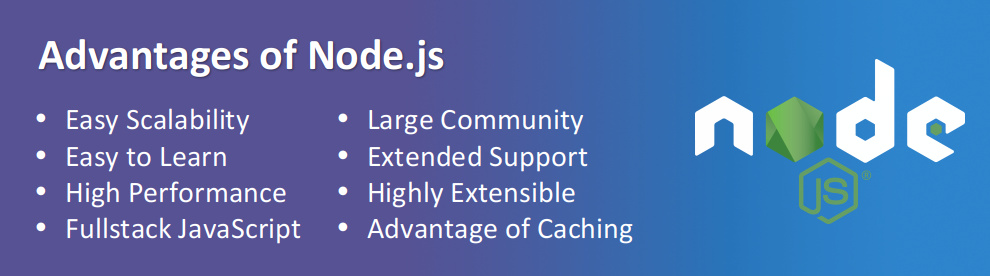 Advantages of Node.js
• Easy Scalability
• Easy to Learn
• High Performance
• Fullstack JavaScript
• Large Community
• Extended Support
• Highly Extensible
• Advantage of Caching
node
JS®